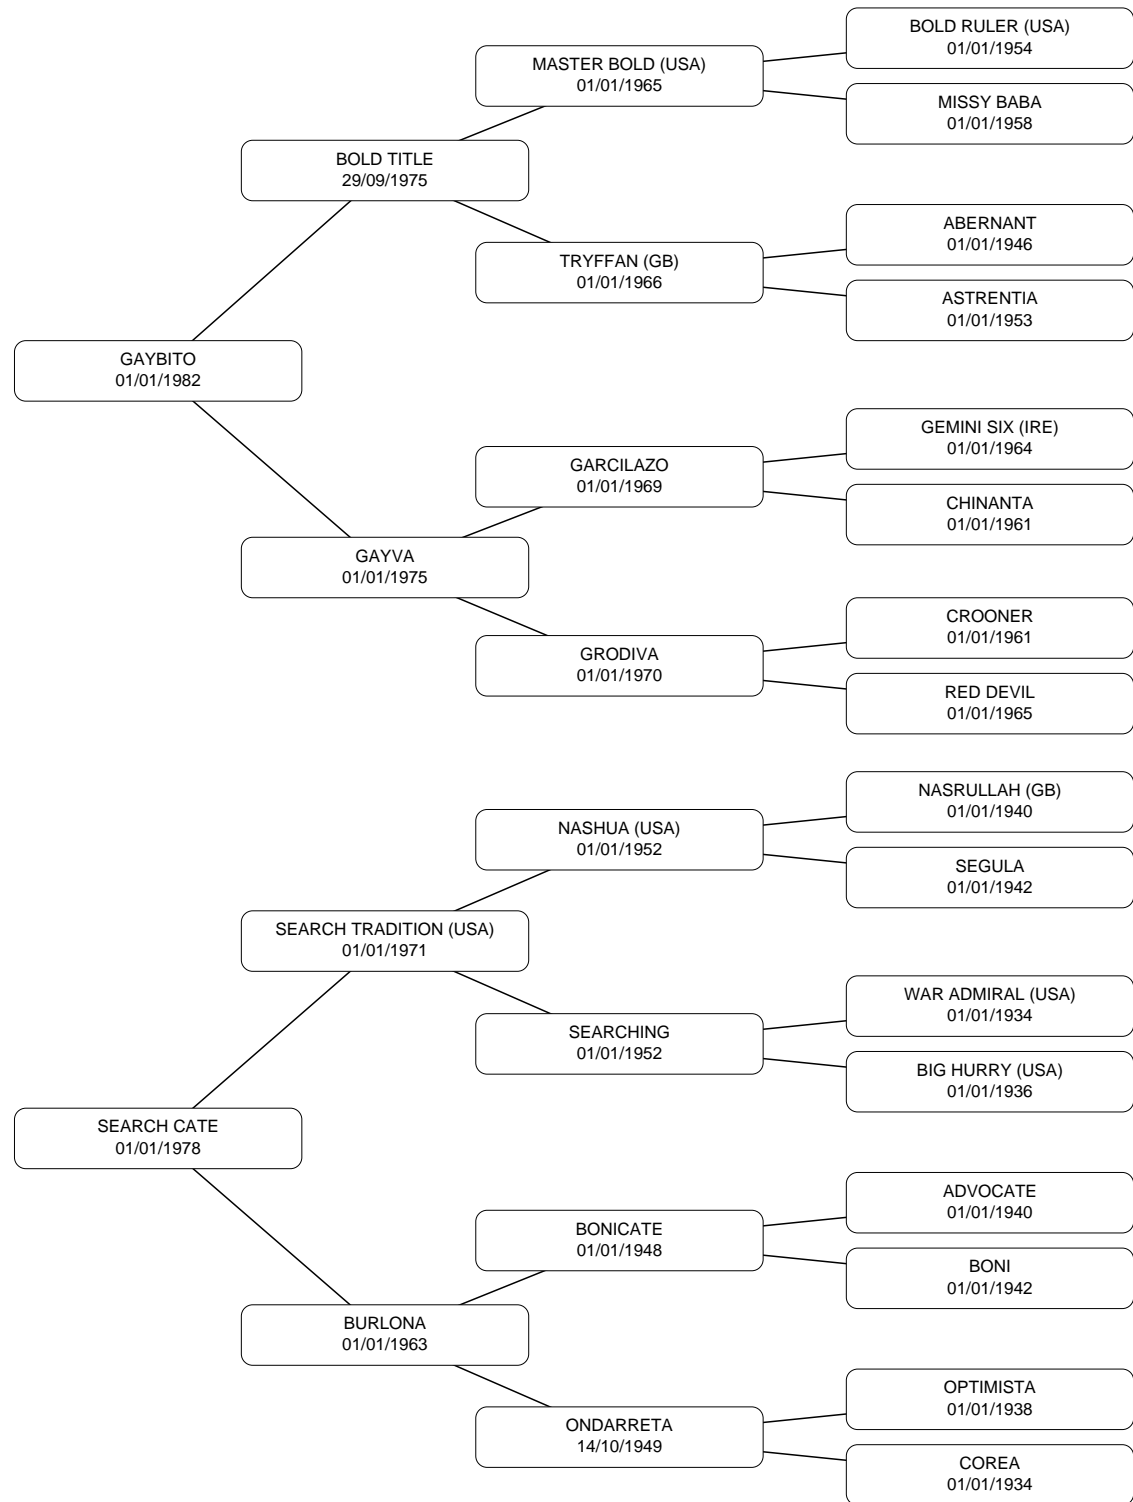 BOLD RULER (USA)
01/01/1954
MASTER BOLD (USA)
01/01/1965
MISSY BABA
01/01/1958
BOLD TITLE
29/09/1975
ABERNANT
01/01/1946
TRYFFAN (GB)
01/01/1966
ASTRENTIA
01/01/1953
GAYBITO
01/01/1982
GEMINI SIX (IRE)
01/01/1964
GARCILAZO
01/01/1969
CHINANTA
01/01/1961
GAYVA
01/01/1975
CROONER
01/01/1961
GRODIVA
01/01/1970
RED DEVIL
01/01/1965
NASRULLAH (GB)
01/01/1940
NASHUA (USA)
01/01/1952
SEGULA
01/01/1942
SEARCH TRADITION (USA)
01/01/1971
WAR ADMIRAL (USA)
01/01/1934
SEARCHING
01/01/1952
BIG HURRY (USA)
01/01/1936
SEARCH CATE
01/01/1978
ADVOCATE
01/01/1940
BONICATE
01/01/1948
BONI
01/01/1942
BURLONA
01/01/1963
OPTIMISTA
01/01/1938
ONDARRETA
14/10/1949
COREA
01/01/1934